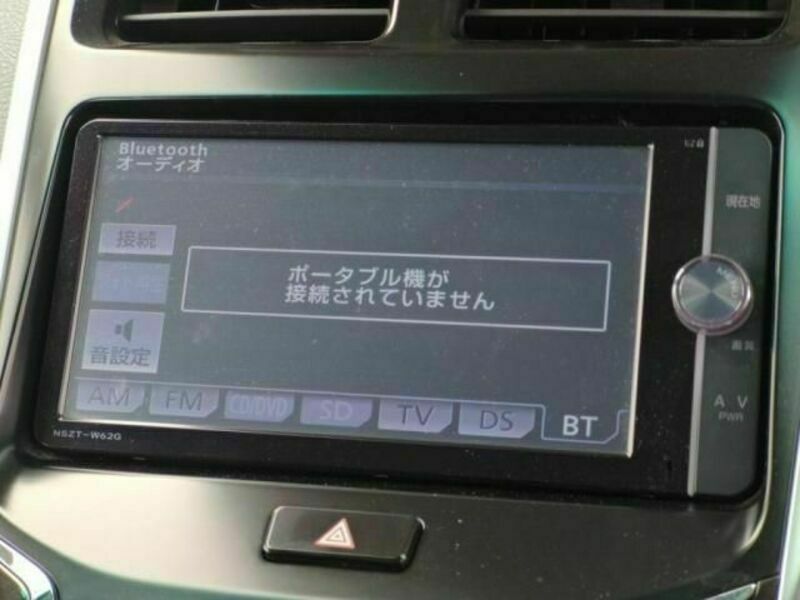 Bluetooth
オーディオ
接続
ポータブル機が
接続されていません
音設定
AM FM CD/DVD SD TV DS BT
NSZT-W62G
現在地
MENU
A V
PWR